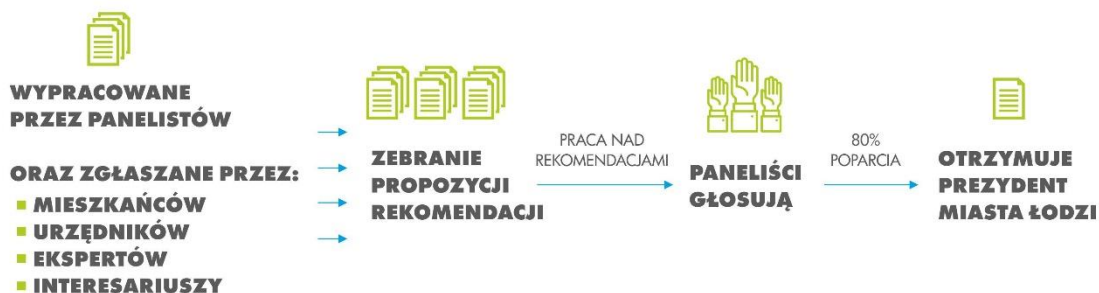 WYPRACOWANE
PRZEZ PANELISTÓW
ORAZ ZGŁASZANE PRZEZ:
MIESZKAŃCÓW
URZĘDNIKÓW
EKSPERTÓW
INTERESARIUSZY
ZEBRANIE
PROPOZYCJI
REKOMENDACJI
PRACA NAD
REKOMENDACJAMI
PANELIŚCI
GŁOSUJĄ
80%
POPARCIA
OTRZYMUJE
PREZYDENT
MIASTA ŁODZI